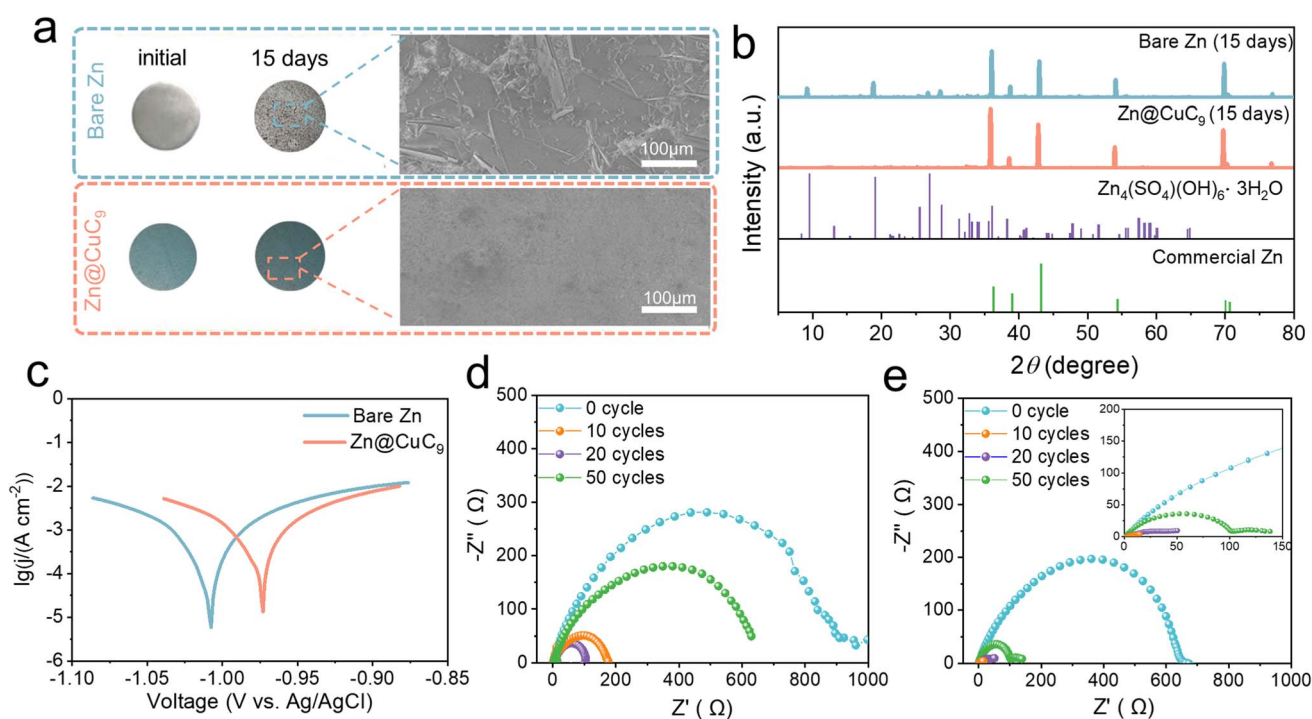 a
initial
15 days
Bare Zn
100μm
Zn@CuC₉
100μm
b
Intensity (a.u.)
Bare Zn (15 days)
Zn@CuC₉ (15 days)
Zn₄(SO₄)(OH)₆· 3H₂O
Commercial Zn
10 20 30 40 50 60 70 80
2θ (degree)
c
lg(j/(A cm⁻²))
0
-1
-2
-3
-4
-5
-6
Bare Zn
Zn@CuC₉
-1.10 -1.05 -1.00 -0.95 -0.90 -0.85
Voltage (V vs. Ag/AgCl)
d
-Z'' ( Ω)
500
400
300
200
100
0
0 cycle
10 cycles
20 cycles
50 cycles
0 200 400 600 800 1000
Z' ( Ω)
e
500
400
300
200
100
0
0 cycle
10 cycles
20 cycles
50 cycles
200
150
100
50
0
0 50 100 150
0 200 400 600 800 1000
Z' ( Ω)